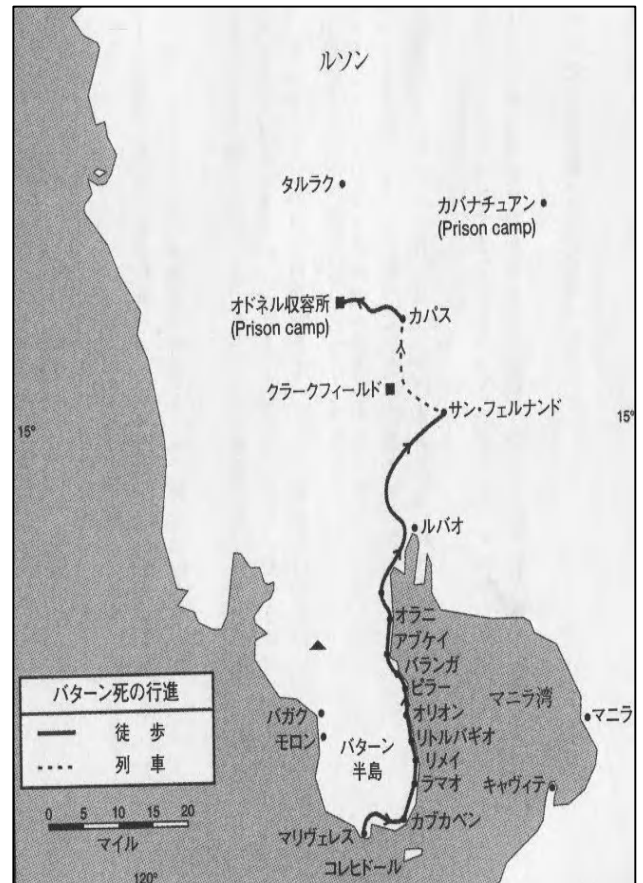 ルソン
タルラク
カバナチュアン
(Prison camp)
オドネル収容所
(Prison camp)
カパス
クラークフィールド
サン・フェルナンド
15°
15°
ルバオ
オラニ
アブケイ
バランガ
ピラー
オリオン
リトルバギオ
リメイ
ラマオ
カブカベン
マニラ湾
マニラ
キャヴィテ
バガク
モロン
バターン
半島
マリヴェレス
コレヒドール
バターン死の行進
徒歩
列車
0 5 10 15 20
マイル
120°